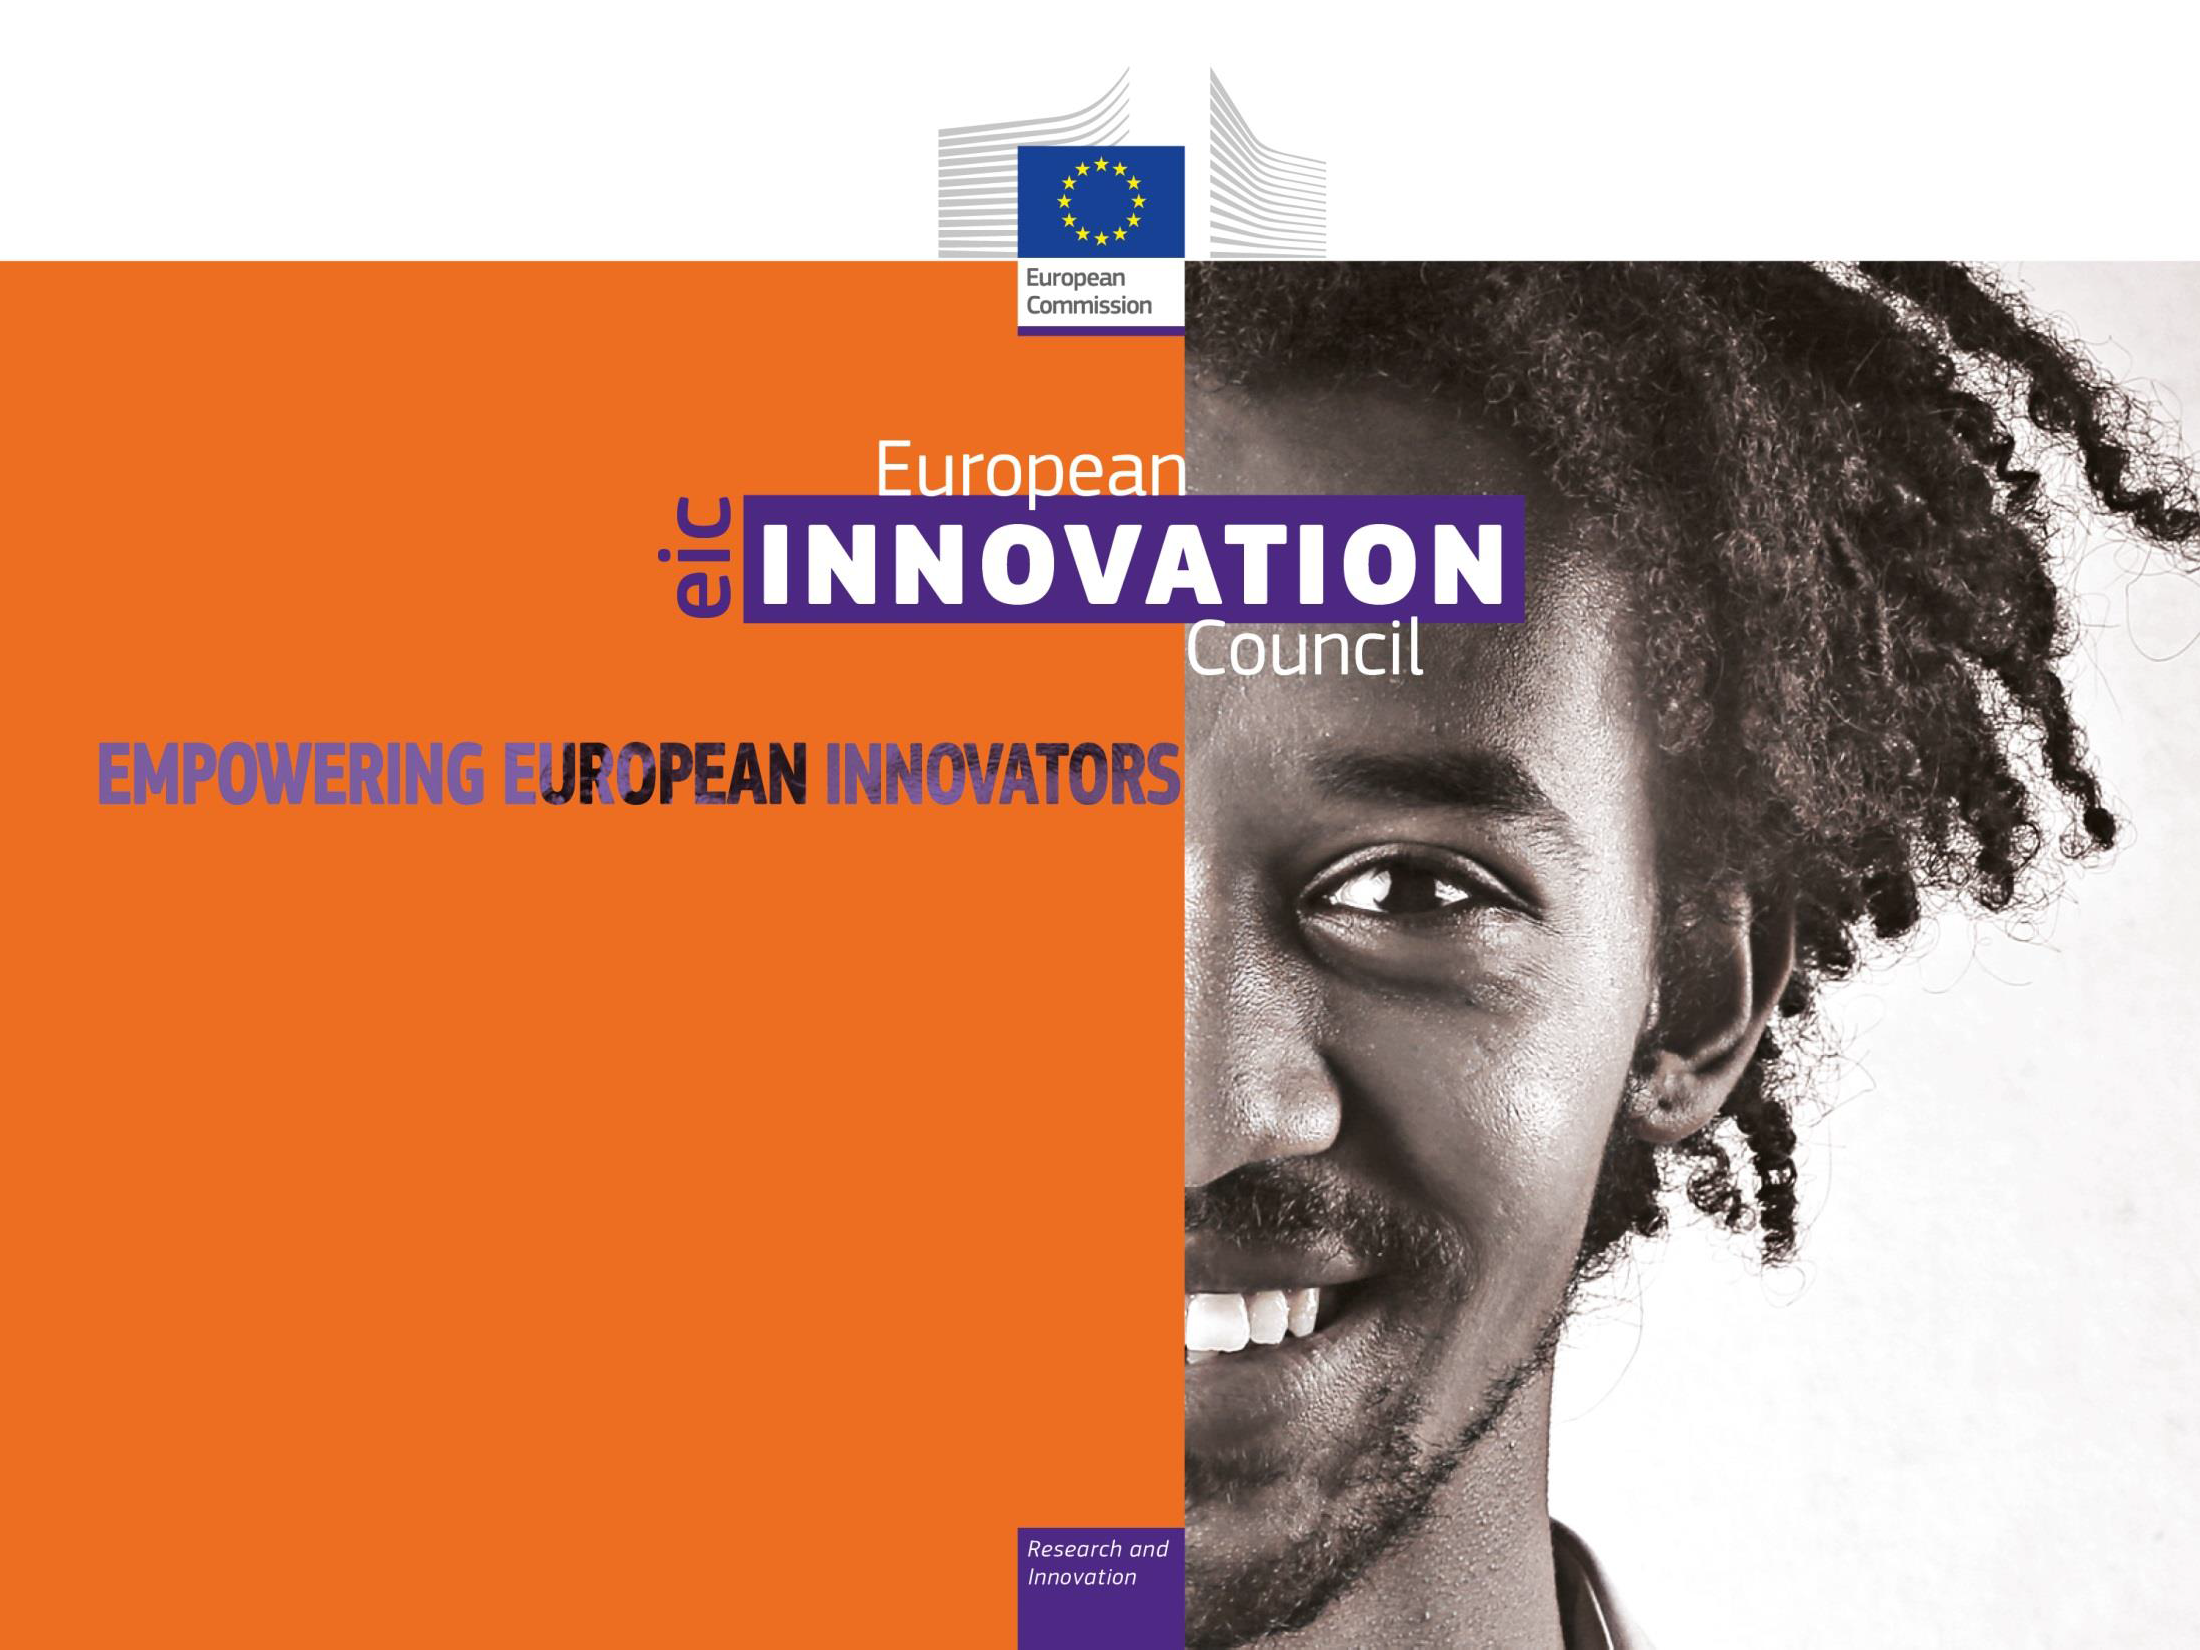 European
Commission
European
eic
INNOVATION
Council
EMPOWERING EUROPEAN INNOVATORS
Research and
Innovation